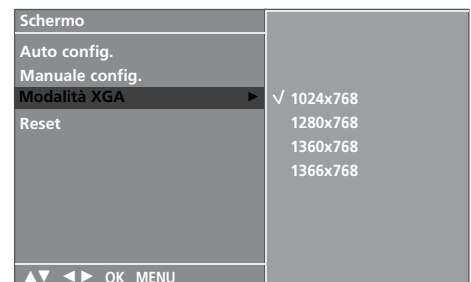 Schermo
Auto config.
Manuale config.
Modalità XGA ►
Reset
√ 1024x768
1280x768
1360x768
1366x768
▲▼ ◄► OK MENU